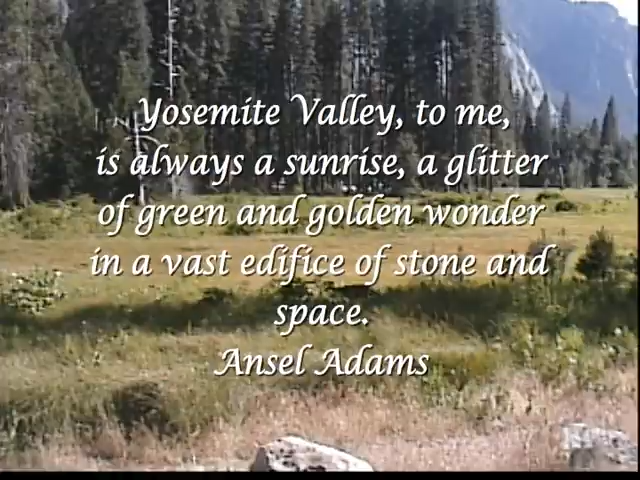 Yosemite Valley, to me,
is always a sunrise, a glitter
of green and golden wonder
in a vast edifice of stone and
space.
Ansel Adams